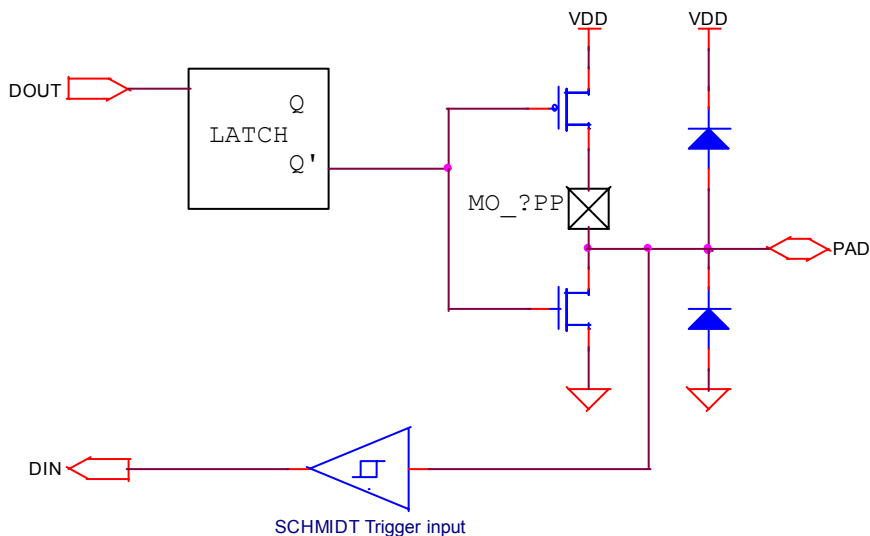 VDD
VDD
DOUT
Q
LATCH
Q'
MO_?PP
PAD
DIN
SCHMIDT Trigger input